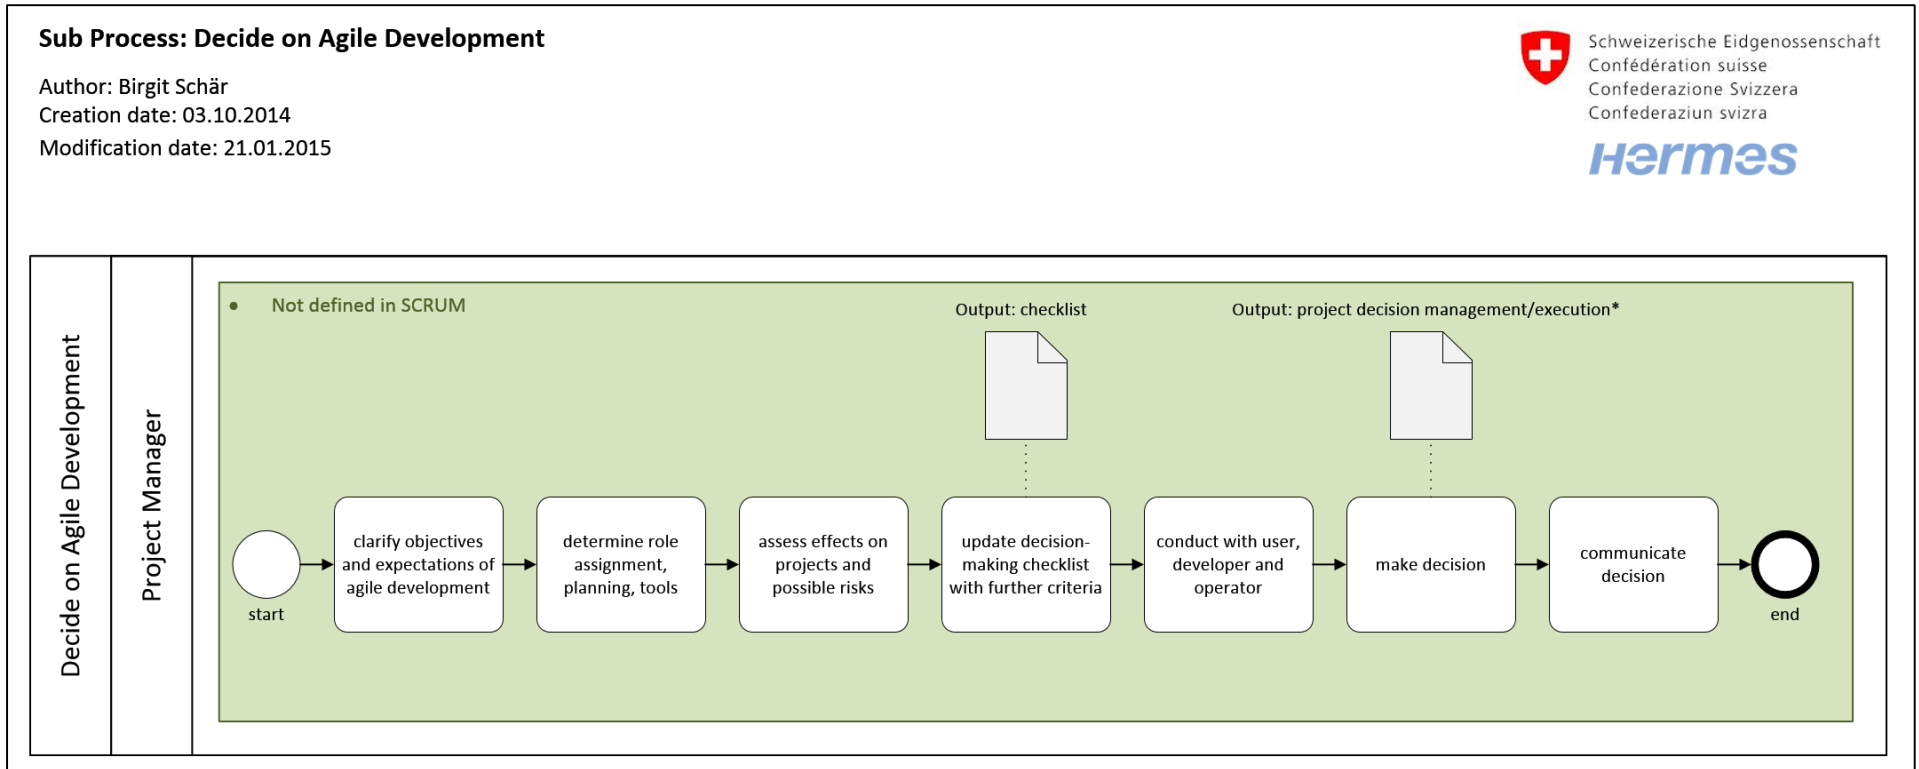 Sub Process: Decide on Agile Development
Author: Birgit Schär
Creation date: 03.10.2014
Modification date: 21.01.2015
Schweizerische Eidgenossenschaft
Confédération suisse
Confederazione Svizzera
Confederaziun svizra
Hermes
Decide on Agile Development
Project Manager
• Not defined in SCRUM
Output: checklist
Output: project decision management/execution*
start
clarify objectives
and expectations of
agile development
determine role
assignment,
planning, tools
assess effects on
projects and
possible risks
update decision-
making checklist
with further criteria
conduct with user,
developer and
operator
make decision
communicate
decision
end